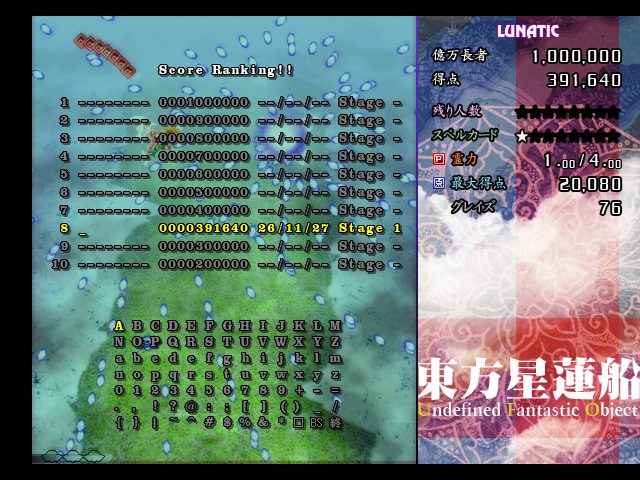 LUNATIC
Score Ranking!!
1 -------- 0001000000 --/--/-- Stage -
2 -------- 0000900000 --/--/-- Stage -
3 -------- 0000800000 --/--/-- Stage -
4 -------- 0000700000 --/--/-- Stage -
5 -------- 0000600000 --/--/-- Stage -
6 -------- 0000500000 --/--/-- Stage -
7 -------- 0000400000 --/--/-- Stage -
8 _ 0000391640 26/11/27 Stage 1
9 -------- 0000300000 --/--/-- Stage -
10 -------- 0000200000 --/--/-- Stage -
A B C D E F G H I J K L M
N O P Q R S T U V W X Y Z
a b c d e f g h i j k l m
n o p q r s t u v w x y z
0 1 2 3 4 5 6 7 8 9 + - =
. , ! ? @ : ; [ ] ( ) _ /
{ } | ~ ^ # $ % & * □ BS 終
億万長者 1,000,000
得点 391,640
残り人数
スペルカード
P 霊力 1.00/4.00
最大得点 20,080
グレイズ 76
東方星蓮船
Undefined Fantastic Object